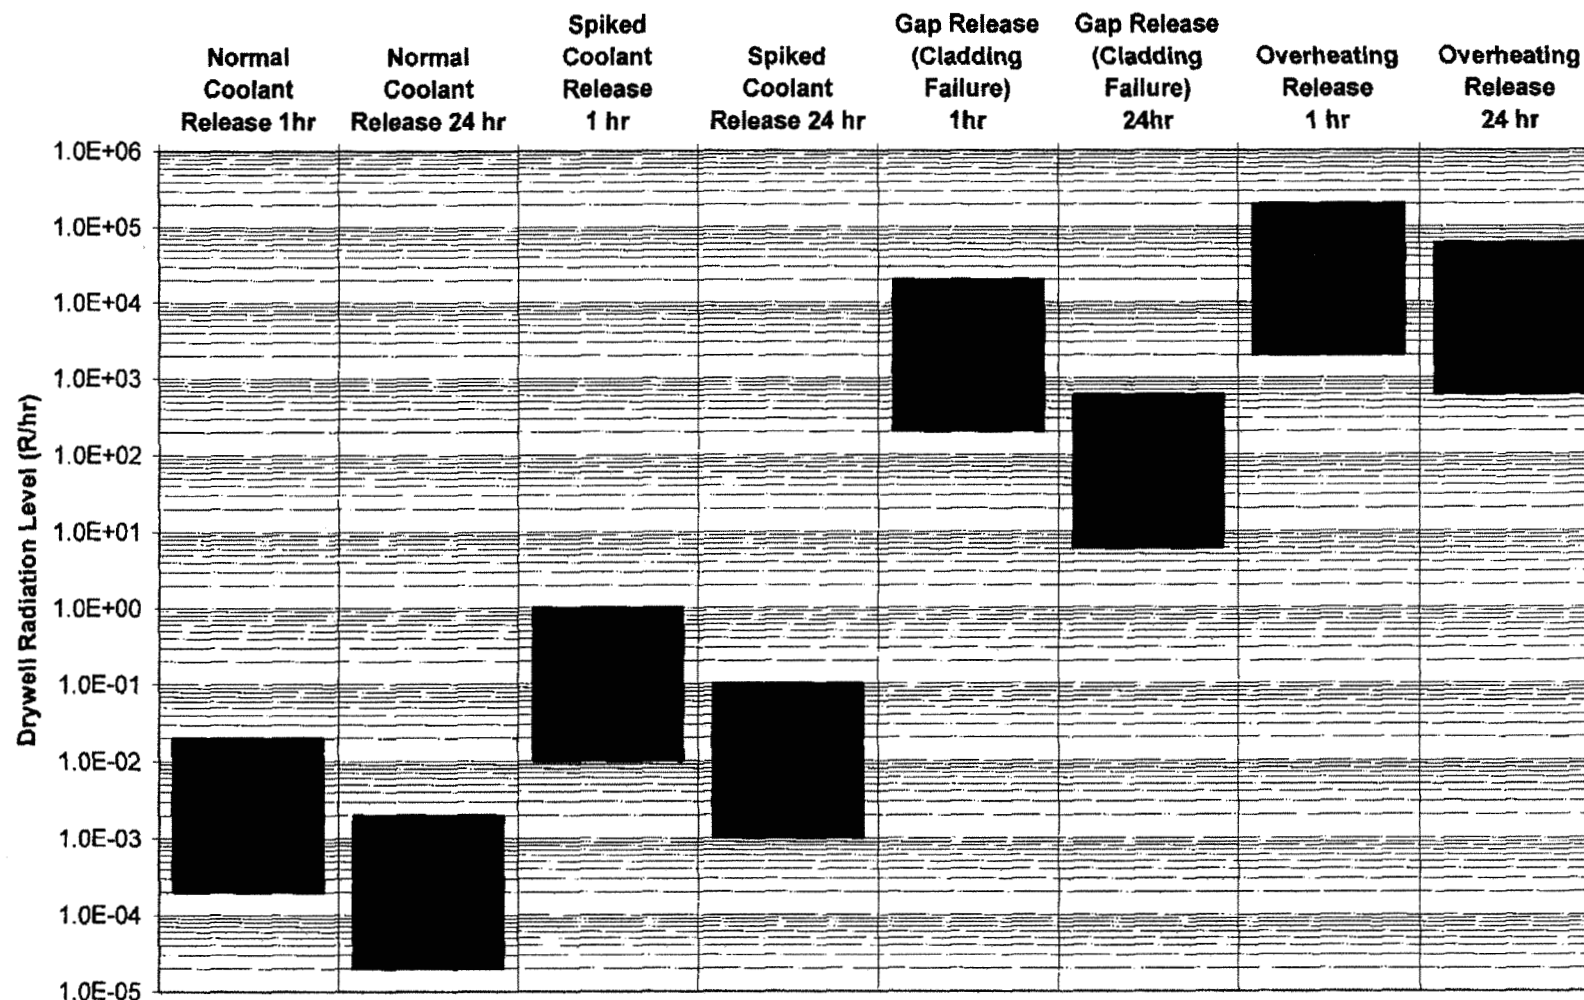 Normal
Coolant
Release 1hr
Normal
Coolant
Release 24 hr
Spiked
Coolant
Release
1 hr
Spiked
Coolant
Release 24 hr
Gap Release
(Cladding
Failure)
1hr
Gap Release
(Cladding
Failure)
24hr
Overheating
Release
1 hr
Overheating
Release
24 hr
Drywell Radiation Level (R/hr)
1.0E+06
1.0E+05
1.0E+04
1.0E+03
1.0E+02
1.0E+01
1.0E+00
1.0E-01
1.0E-02
1.0E-03
1.0E-04
1.0E-05